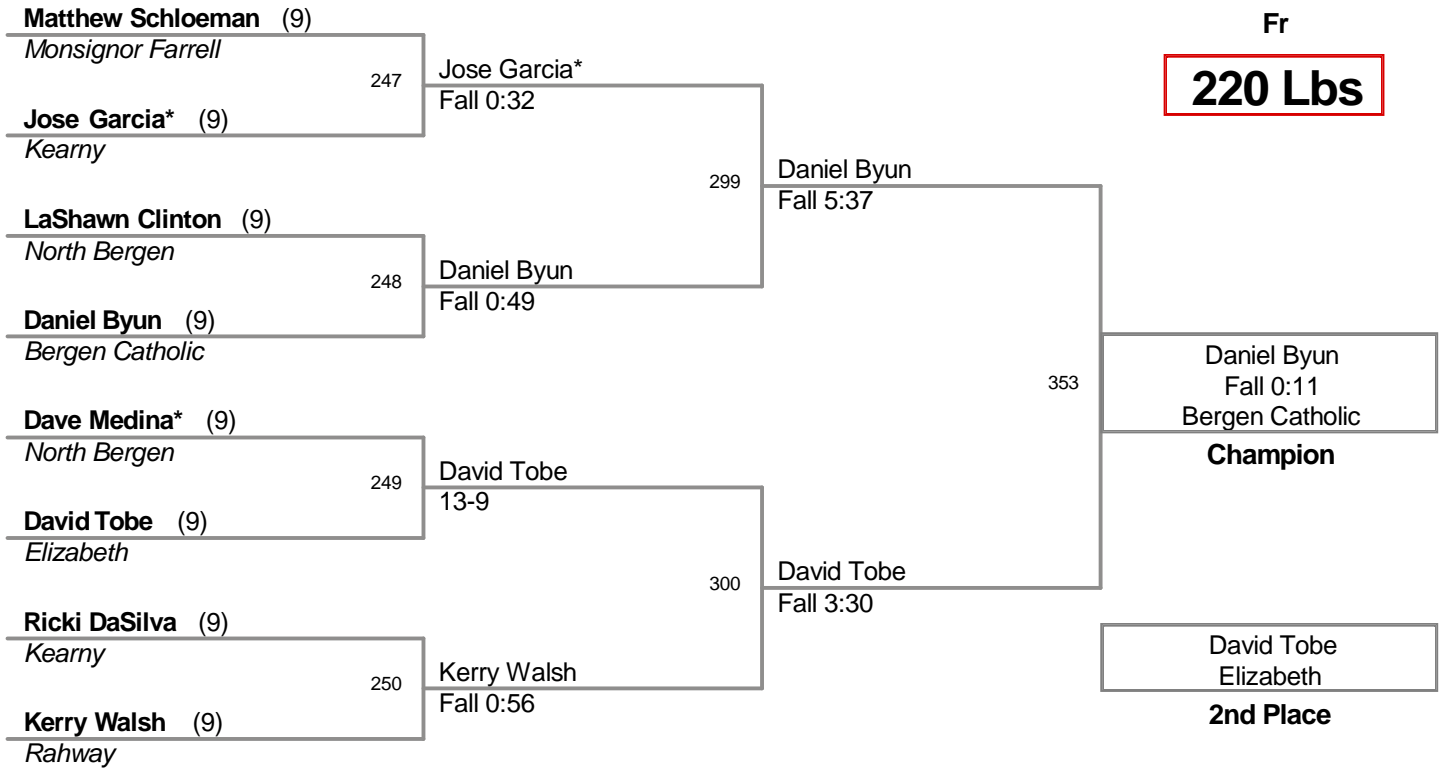 Matthew Schloeman (9)
Monsignor Farrell
Fr
220 Lbs
247
Jose Garcia*
Fall 0:32
Jose Garcia* (9)
Kearny
299
Daniel Byun
Fall 5:37
LaShawn Clinton (9)
North Bergen
248
Daniel Byun
Fall 0:49
Daniel Byun (9)
Bergen Catholic
353
Daniel Byun
Fall 0:11
Bergen Catholic
Champion
Dave Medina* (9)
North Bergen
249
David Tobe
13-9
David Tobe (9)
Elizabeth
300
David Tobe
Fall 3:30
Ricki DaSilva (9)
Kearny
250
Kerry Walsh
Fall 0:56
David Tobe
Elizabeth
2nd Place
Kerry Walsh (9)
Rahway